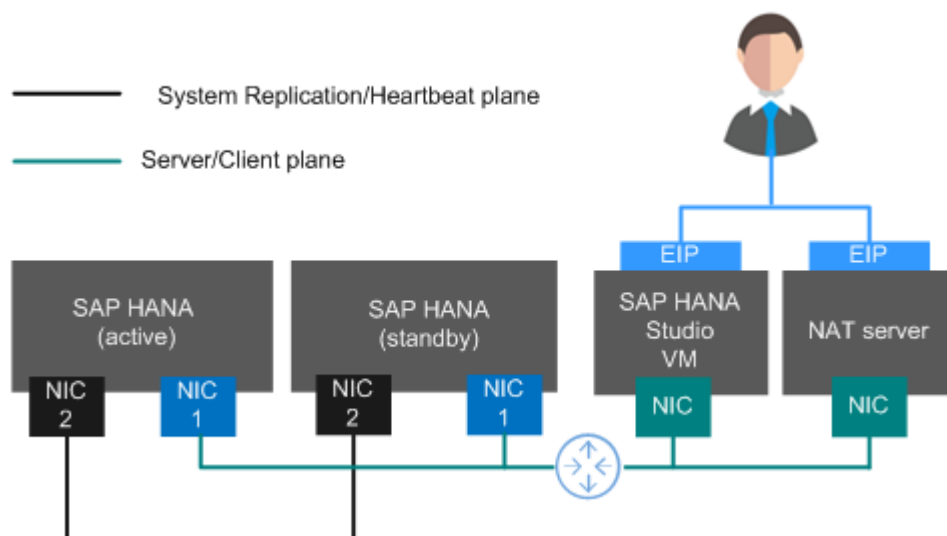 System Replication/Heartbeat plane
Server/Client plane
EIP
EIP
SAP HANA
(active)
SAP HANA
(standby)
SAP HANA
Studio
VM
NAT server
NIC
2
NIC
1
NIC
2
NIC
1
NIC
NIC